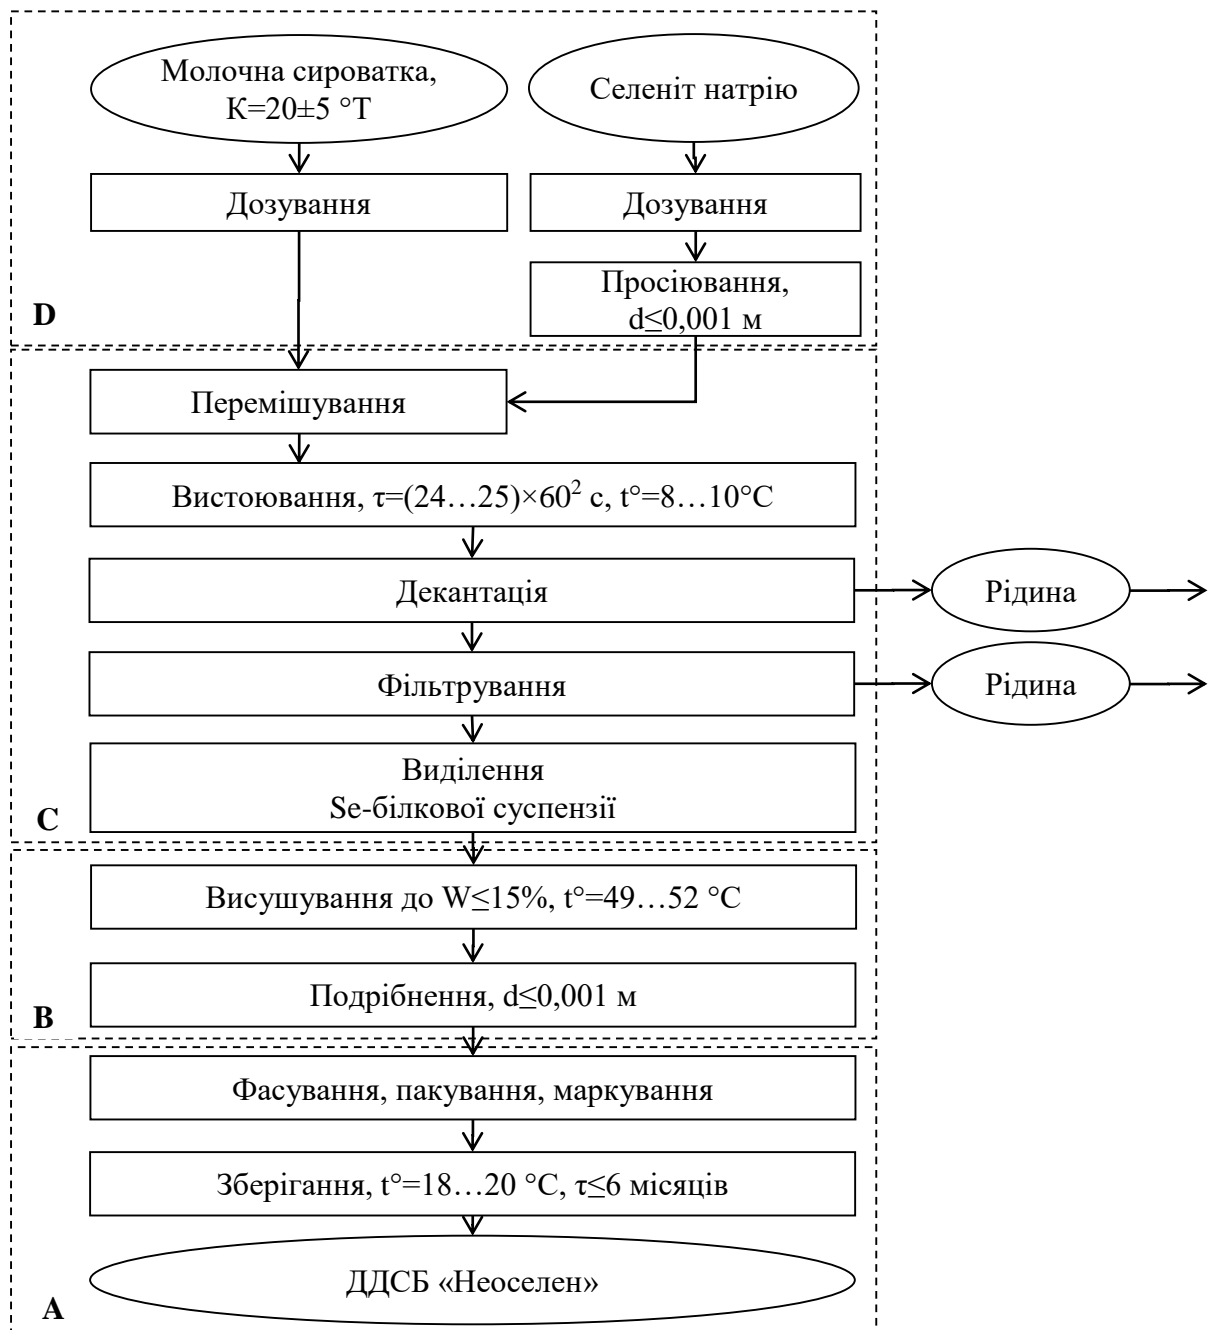 Молочна сироватка,
К=20±5 °Т
Селеніт натрію
Дозування
Дозування
Просіювання,
d≤0,001 м
D
Перемішування
Вистоювання, τ=(24…25)×60² с, t°=8…10°С
Декантація
Рідина
Фільтрування
Рідина
Виділення
Se-білкової суспензії
C
Висушування до W≤15%, t°=49…52 °С
Подрібнення, d≤0,001 м
B
Фасування, пакування, маркування
Зберігання, t°=18…20 °С, τ≤6 місяців
ДДСБ «Неоселен»
A